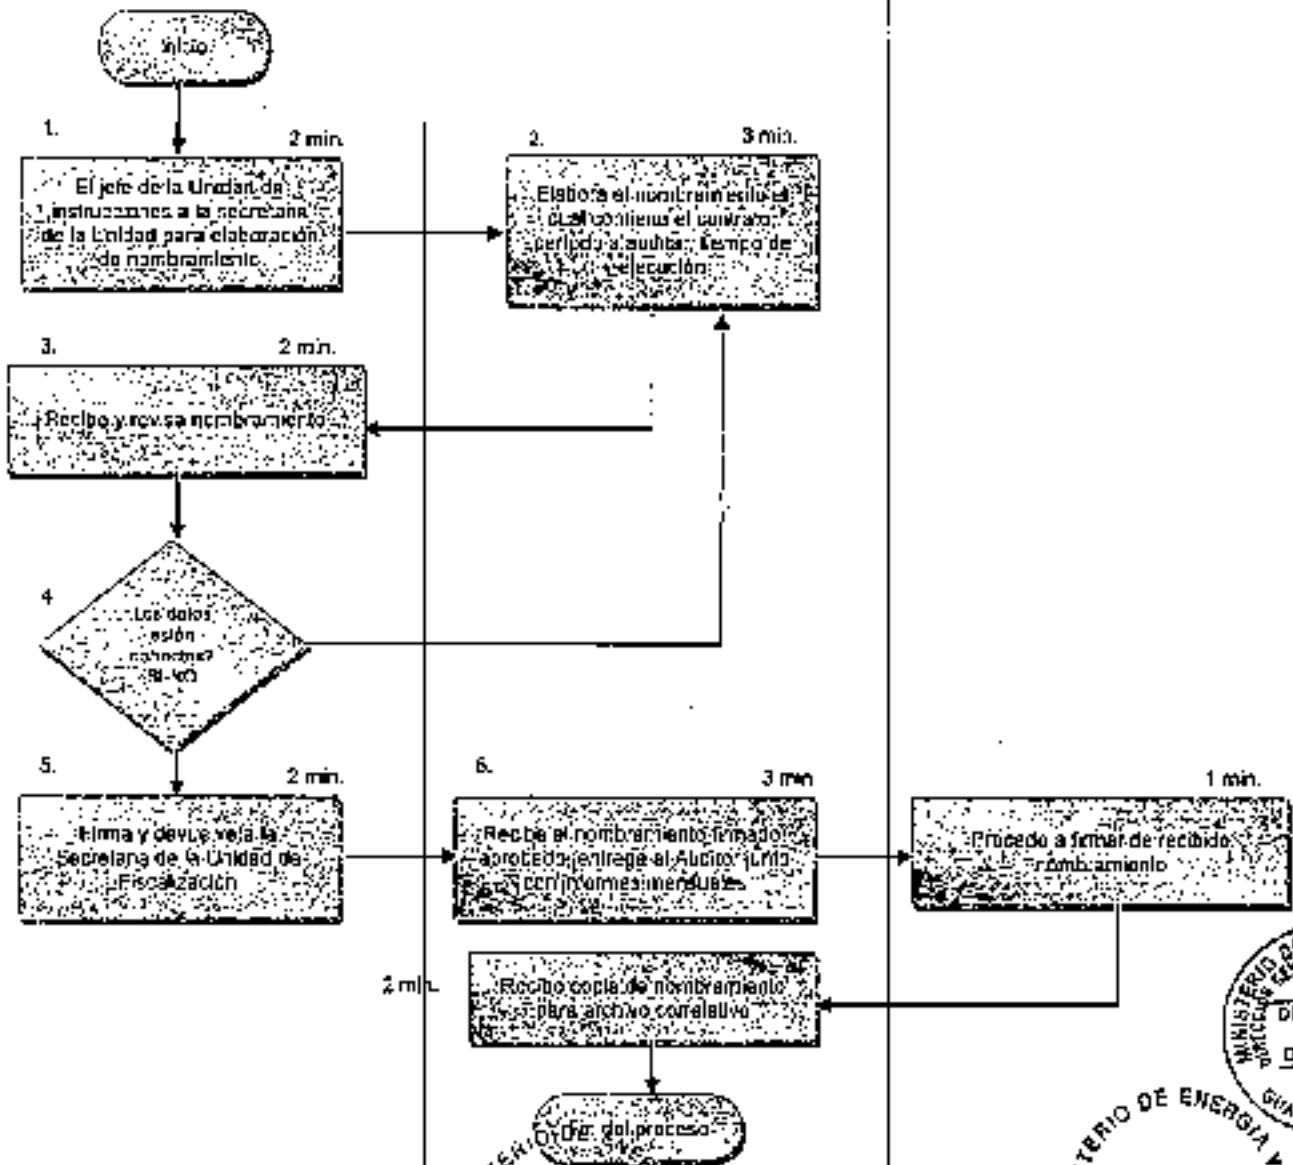 Inicio
1.
2 min.
El jefe de la Unidad da
instrucciones a la secretaria
de la Unidad para elaboración
de nombramiento
2.
3 min.
Elabora el nombramiento el
cual contiene el contrato,
período a auditar, tiempo de
ejecución
3.
2 min.
Recibe y revisa nombramiento
4
Los datos
están
correctos?
SI-NO
5.
2 min.
Firma y devuelve a la
Secretaria de la Unidad de
Fiscalización
6.
3 min
Recibe el nombramiento firmado
aprobado, entrega al Auditor junto
con informes mensuales
1 min.
Procede a firmar de recibido
nombramiento
2 min.
Recibe copia de nombramiento
para archivo correlativo
Fin del proceso
MINISTERIO
TERIO DE ENERGIA